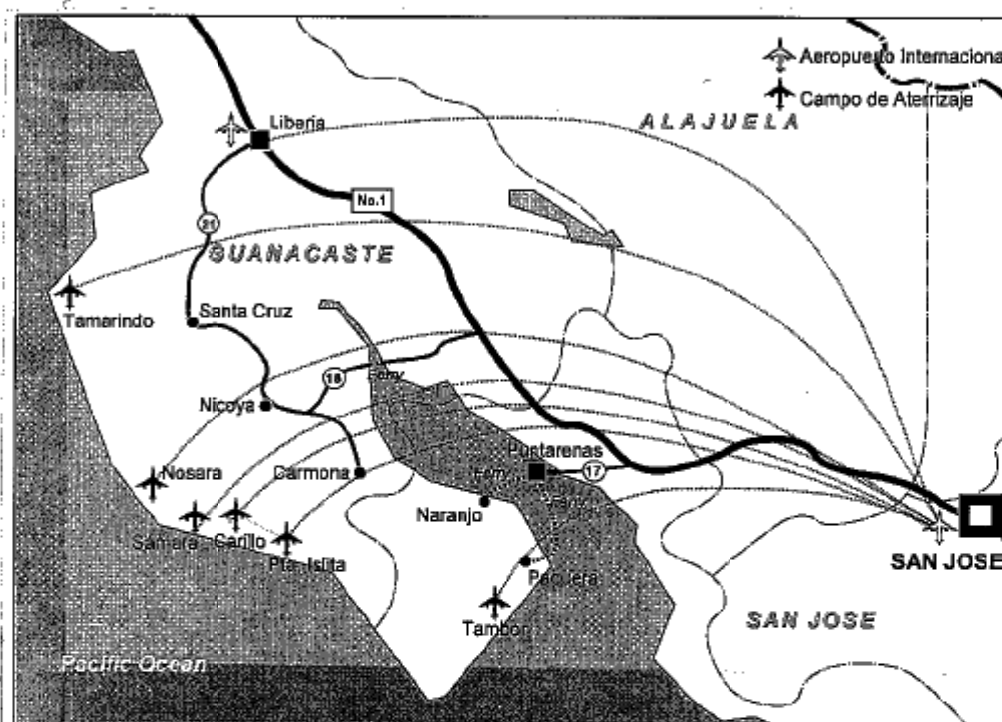 Aeropuerto Internaciona
Campo de Aterrizaje
Liberia
ALAJUELA
No.1
21
GUANACASTE
Tamarindo
Santa Cruz
18
Ferry
Nicoya
Puntarenas
Nosara
Carmona
Ferry
17
Naranjo
Samara
Carillo
Pta. Islita
SAN JOSE
Paquera
Tambor
SAN JOSE
Pacific Ocean